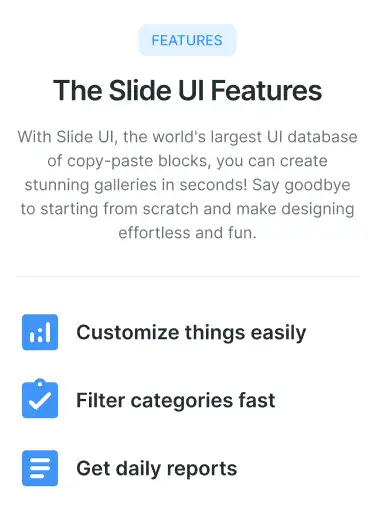 FEATURES
The Slide UI Features
With Slide UI, the world's largest UI database
of copy-paste blocks, you can create
stunning galleries in seconds! Say goodbye
to starting from scratch and make designing
effortless and fun.
Customize things easily
Filter categories fast
Get daily reports